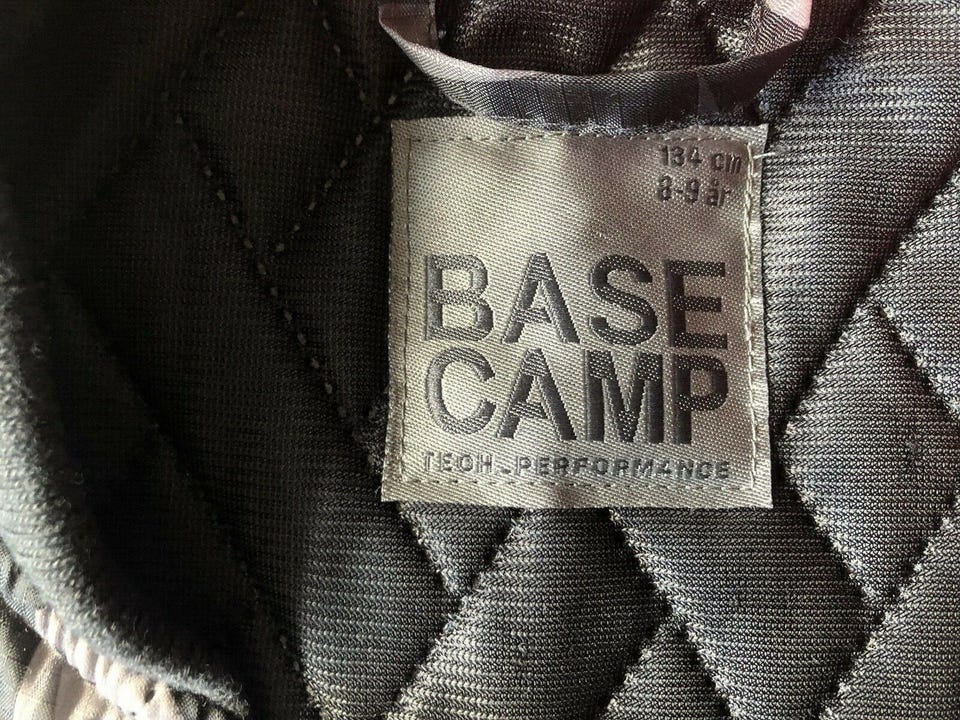 134 cm
8-9 år
BASE
CAMP
TECH_PERFORMANCE